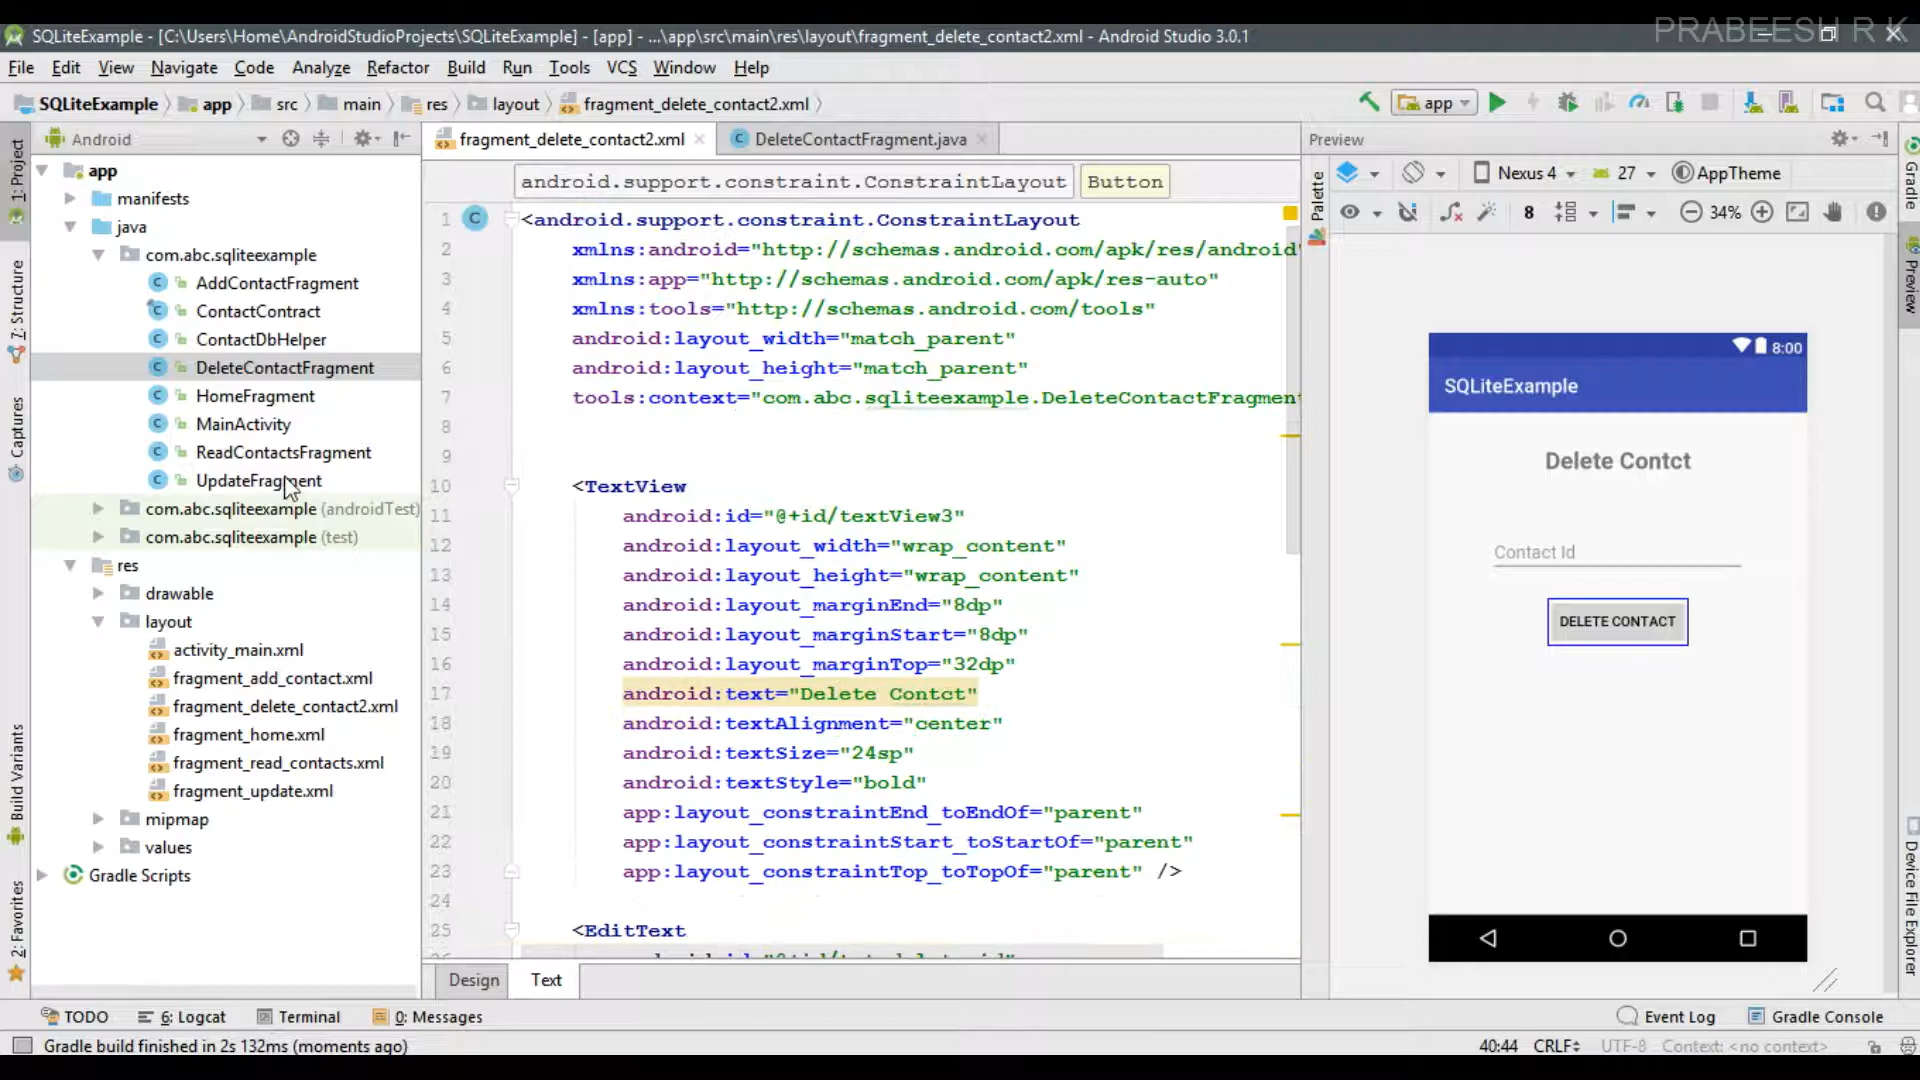 PRABEESH R K
SQLiteExample - [C:\Users\Home\AndroidStudioProjects\SQLiteExample] - [app] - ...\app\src\main\res\layout\fragment_delete_contact2.xml - Android Studio 3.0.1
File Edit View Navigate Code Analyze Refactor Build Run Tools VCS Window Help
SQLiteExample app src main res layout fragment_delete_contact2.xml app
Android
fragment_delete_contact2.xml DeleteContactFragment.java
Preview
android.support.constraint.ConstraintLayout Button
Nexus 4 27 AppTheme
8 34%
1: Project
7: Structure
Captures
Build Variants
2: Favorites
app
manifests
java
com.abc.sqliteexample
AddContactFragment
ContactContract
ContactDbHelper
DeleteContactFragment
HomeFragment
MainActivity
ReadContactsFragment
UpdateFragment
com.abc.sqliteexample (androidTest)
com.abc.sqliteexample (test)
res
drawable
layout
activity_main.xml
fragment_add_contact.xml
fragment_delete_contact2.xml
fragment_home.xml
fragment_read_contacts.xml
fragment_update.xml
mipmap
values
Gradle Scripts
1 <android.support.constraint.ConstraintLayout
2 xmlns:android="http://schemas.android.com/apk/res/android"
3 xmlns:app="http://schemas.android.com/apk/res-auto"
4 xmlns:tools="http://schemas.android.com/tools"
5 android:layout_width="match_parent"
6 android:layout_height="match_parent"
7 tools:context="com.abc.sqliteexample.DeleteContactFragment
8
9
10 <TextView
11 android:id="@+id/textView3"
12 android:layout_width="wrap_content"
13 android:layout_height="wrap_content"
14 android:layout_marginEnd="8dp"
15 android:layout_marginStart="8dp"
16 android:layout_marginTop="32dp"
17 android:text="Delete Contct"
18 android:textAlignment="center"
19 android:textSize="24sp"
20 android:textStyle="bold"
21 app:layout_constraintEnd_toEndOf="parent"
22 app:layout_constraintStart_toStartOf="parent"
23 app:layout_constraintTop_toTopOf="parent" />
24
25 <EditText
Design Text
Palette
8:00
SQLiteExample
Delete Contct
Contact Id
DELETE CONTACT
Gradle
Preview
Device File Explorer
TODO 6: Logcat Terminal 0: Messages Event Log Gradle Console
Gradle build finished in 2s 132ms (moments ago) 40:44 CRLF UTF-8 Context: <no context>